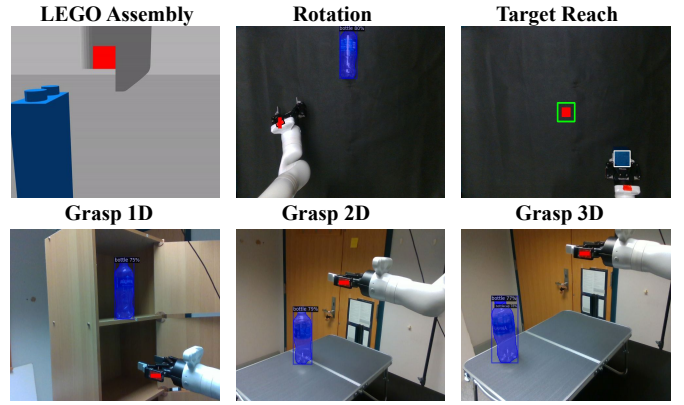 LEGO Assembly Rotation Target Reach
bottle 80%
Grasp 1D Grasp 2D Grasp 3D
bottle 75%
bottle 75%
bottle 77%